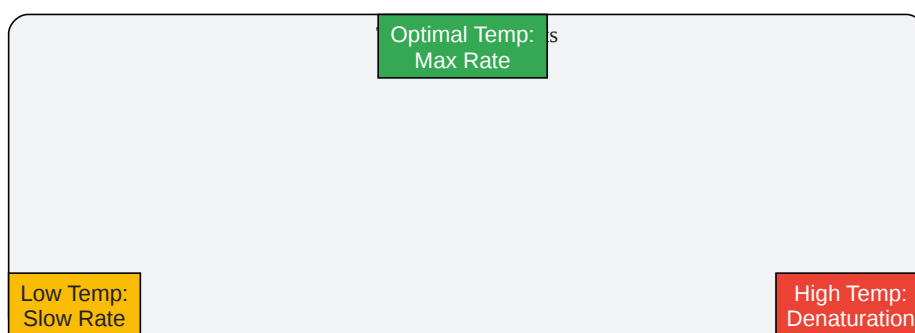 Optimal Temp:
Max Rate
Low Temp:
Slow Rate
High Temp:
Denaturation